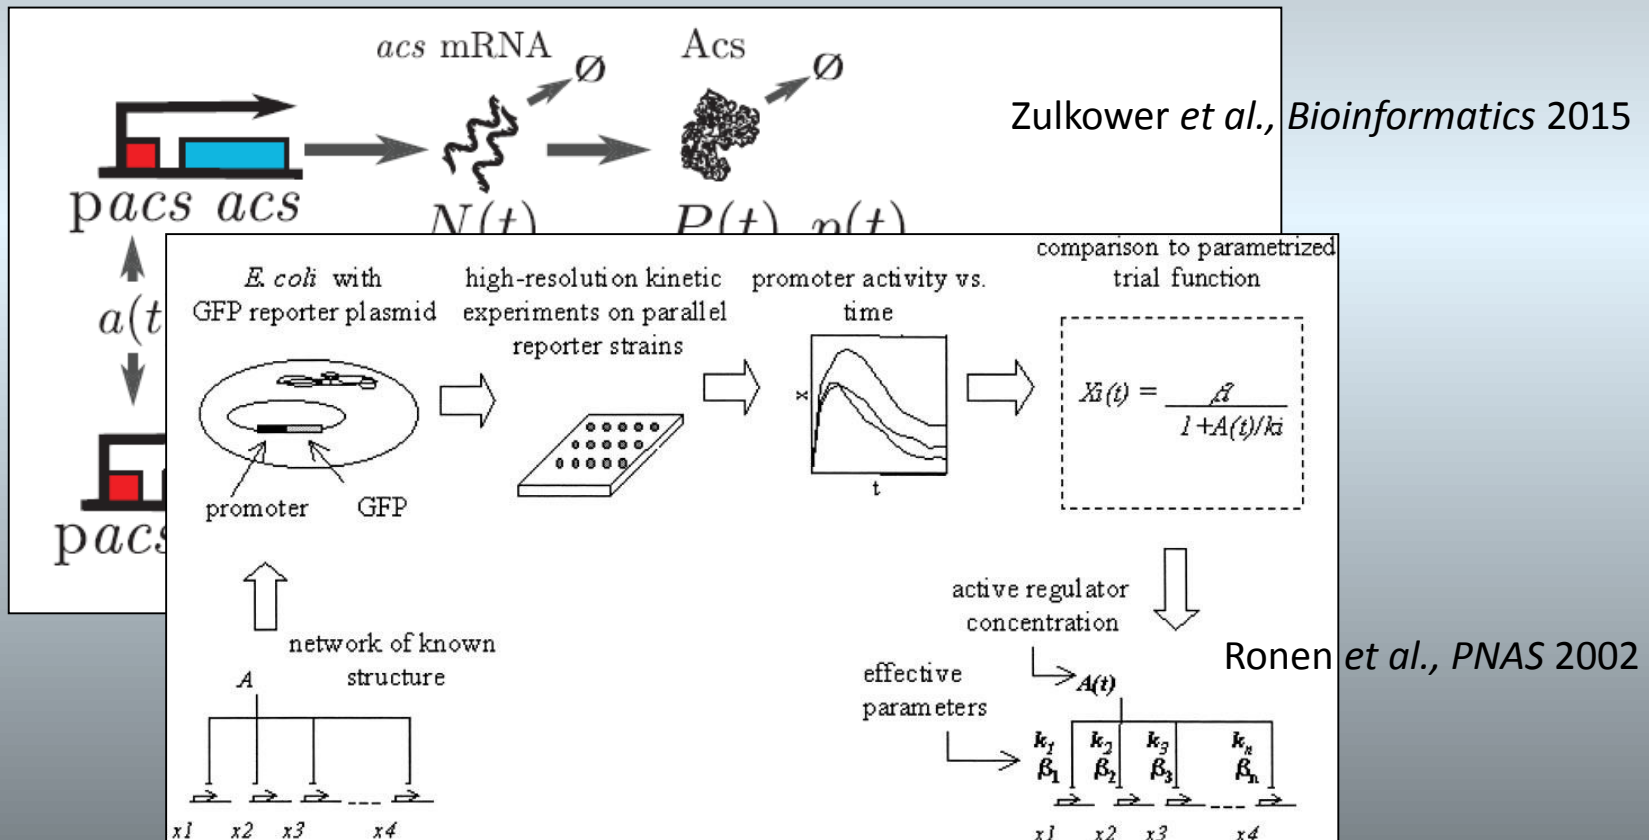 acs mRNA
Acs
Ø
Ø
Zulkower et al., Bioinformatics 2015
pacs acs
N(t)
P(t) p(t)
a(t
pacs
E. coli with
GFP reporter plasmid
high-resolution kinetic
experiments on parallel
reporter strains
promoter activity vs.
time
comparison to parametrized
trial function
x
t
Xi(t) =
1+A(t)/ki
promoter
GFP
network of known
structure
A
x1 x2 x3 x4
active regulator
concentration
A(t)
effective
parameters
k1 k2 k3 kn
β1 β2 β3 βn
x1 x2 x3 x4
Ronen et al., PNAS 2002